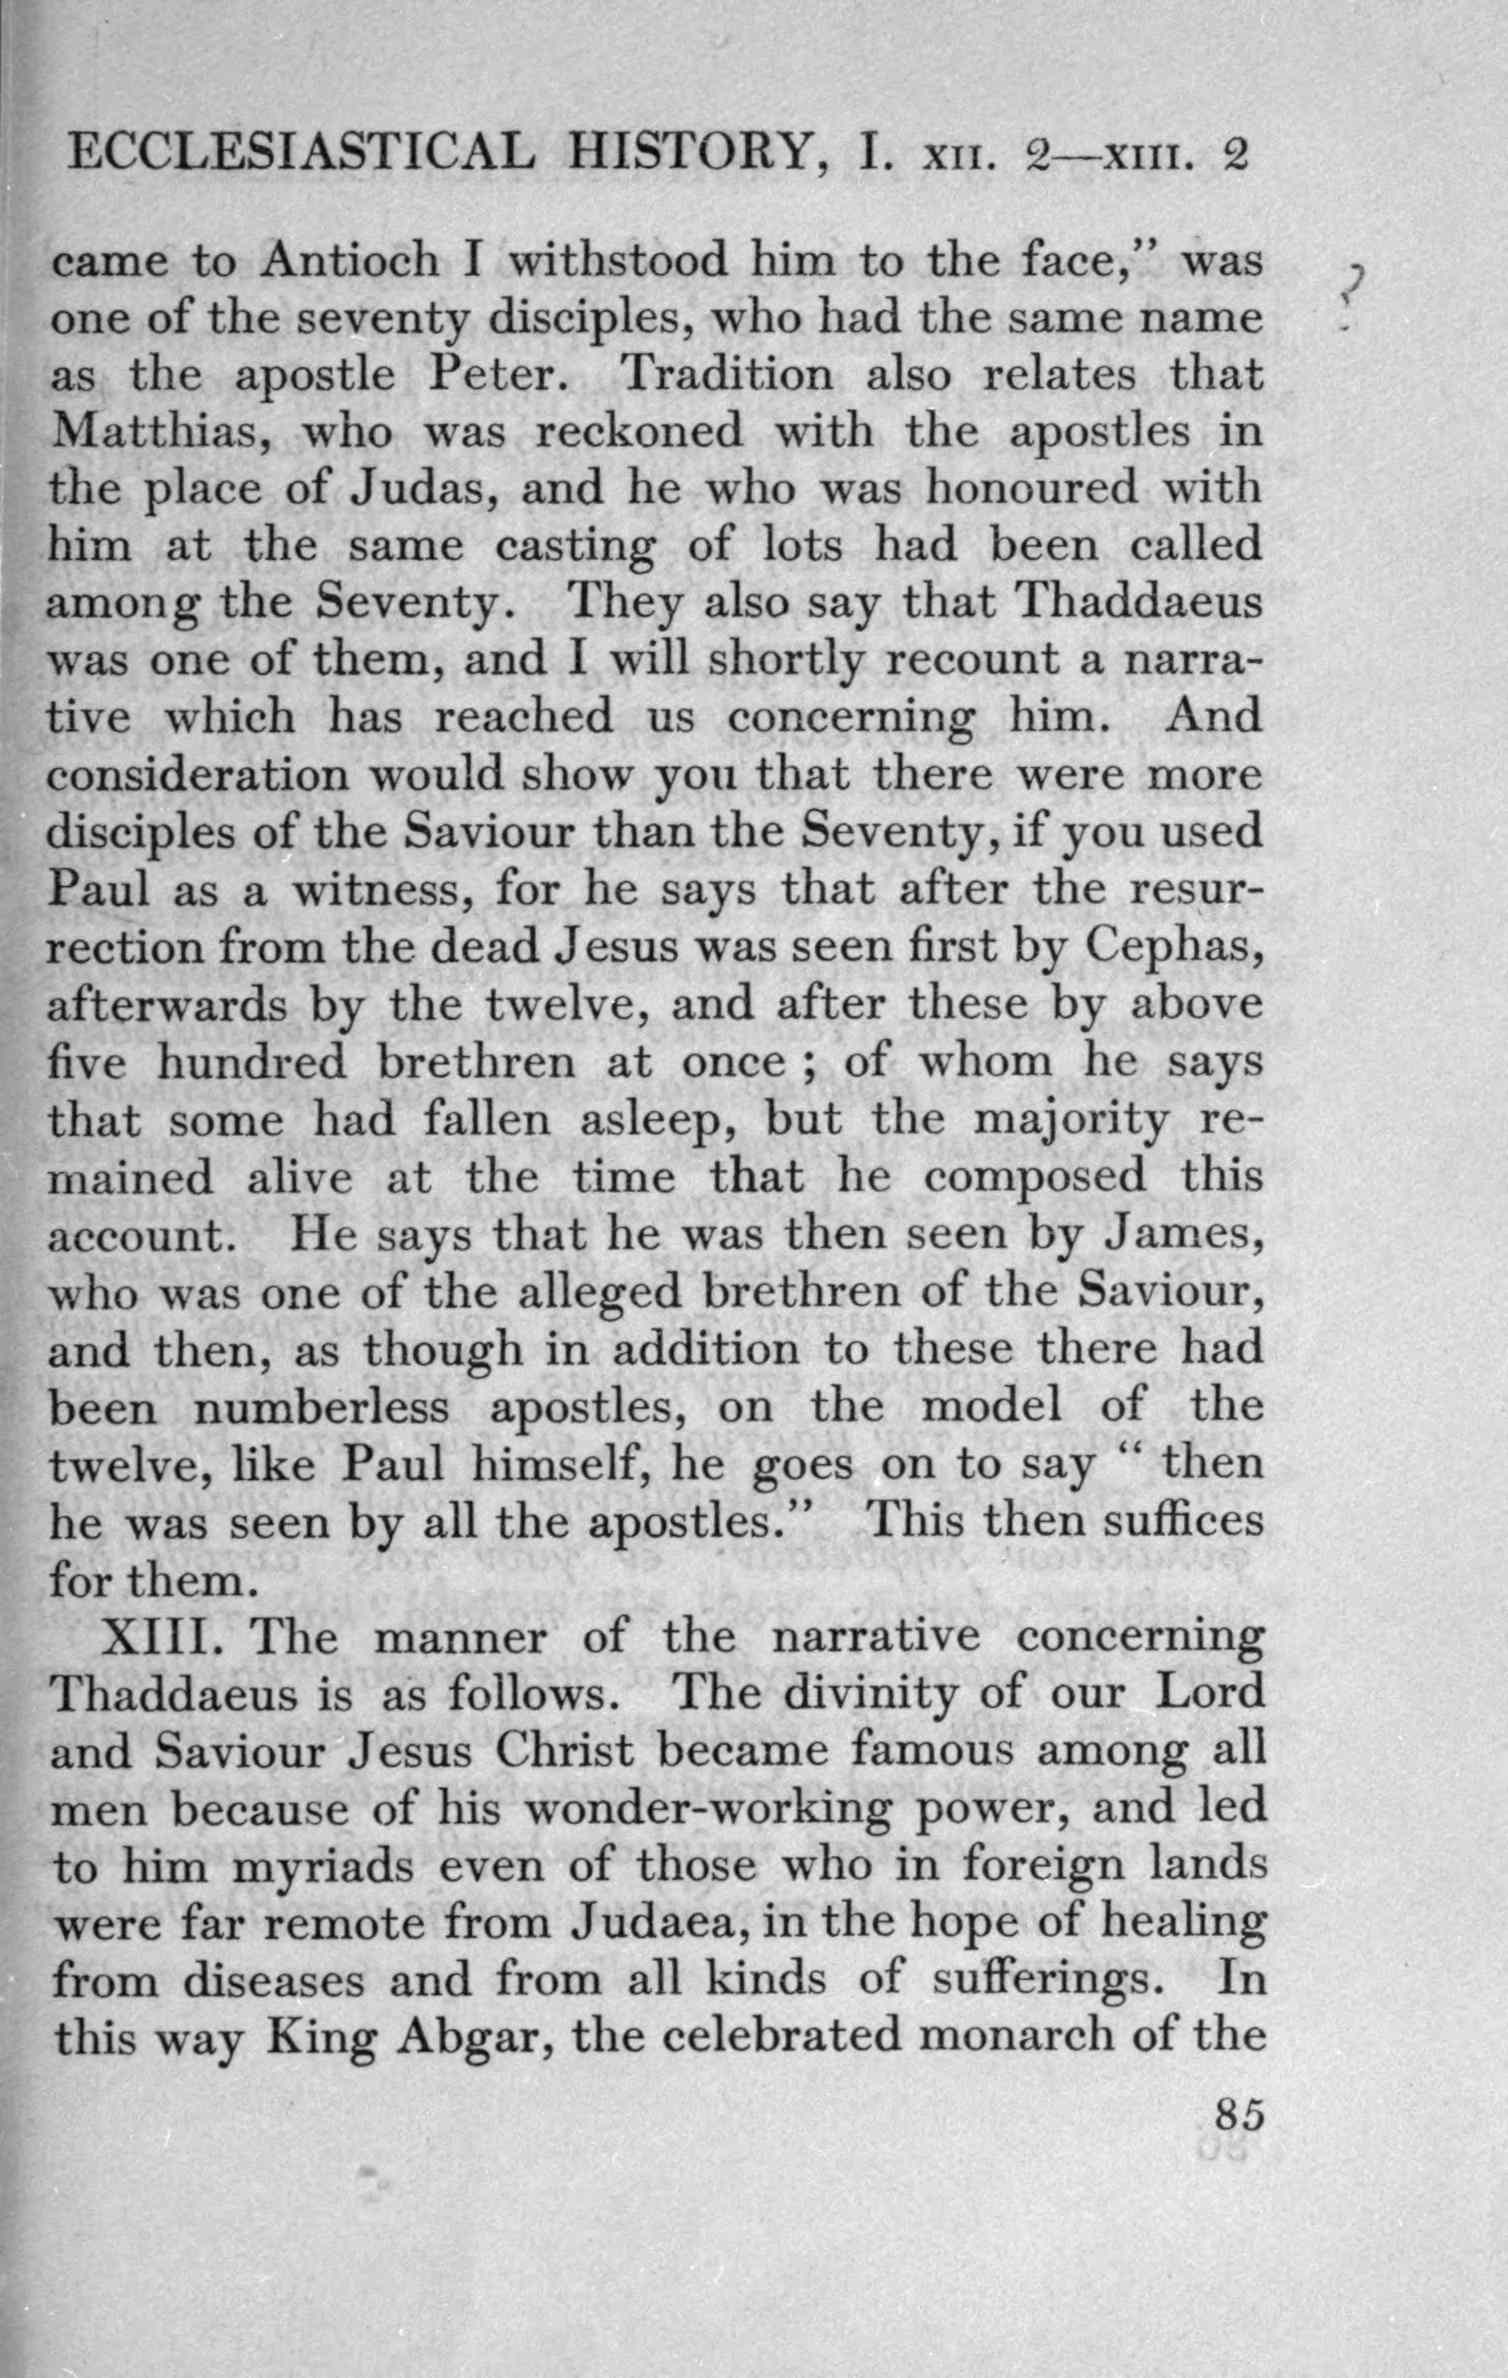 ECCLESIASTICAL HISTORY, I. XII. 2—XIII. 2
came to Antioch I withstood him to the face,” was
?
one of the seventy disciples, who had the same name
as the apostle Peter. Tradition also relates that
Matthias, who was reckoned with the apostles in
the place of Judas, and he who was honoured with
him at the same casting of lots had been called
among the Seventy. They also say that Thaddaeus
was one of them, and I will shortly recount a narra-
tive which has reached us concerning him. And
consideration would show you that there were more
disciples of the Saviour than the Seventy, if you used
Paul as a witness, for he says that after the resur-
rection from the dead Jesus was seen first by Cephas,
afterwards by the twelve, and after these by above
five hundred brethren at once ; of whom he says
that some had fallen asleep, but the majority re-
mained alive at the time that he composed this
account. He says that he was then seen by James,
who was one of the alleged brethren of the Saviour,
and then, as though in addition to these there had
been numberless apostles, on the model of the
twelve, like Paul himself, he goes on to say “ then
he was seen by all the apostles.” This then suffices
for them.
XIII. The manner of the narrative concerning
Thaddaeus is as follows. The divinity of our Lord
and Saviour Jesus Christ became famous among all
men because of his wonder-working power, and led
to him myriads even of those who in foreign lands
were far remote from Judaea, in the hope of healing
from diseases and from all kinds of sufferings. In
this way King Abgar, the celebrated monarch of the
85